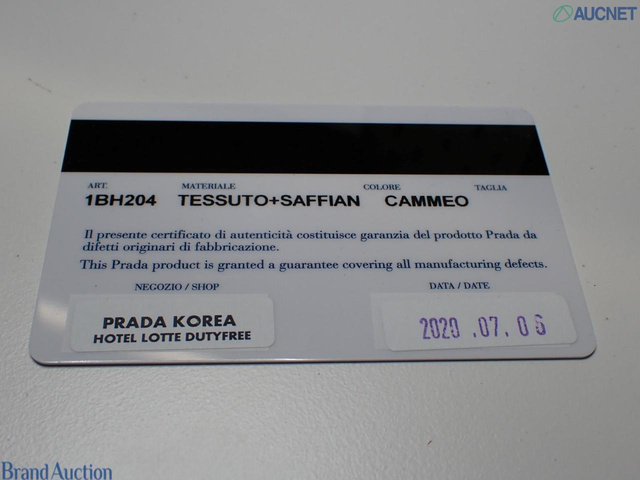 AUCNET
ART. MATERIALE COLORE TAGLIA
1BH204 TESSUTO+SAFFIAN CAMMEO
Il presente certificato di autenticità costituisce garanzia del prodotto Prada da
difetti originari di fabbricazione.
This Prada product is granted a guarantee covering all manufacturing defects.
NEGOZIO / SHOP DATA / DATE
PRADA KOREA
HOTEL LOTTE DUTYFREE
2020 .07. 06
Brand Auction